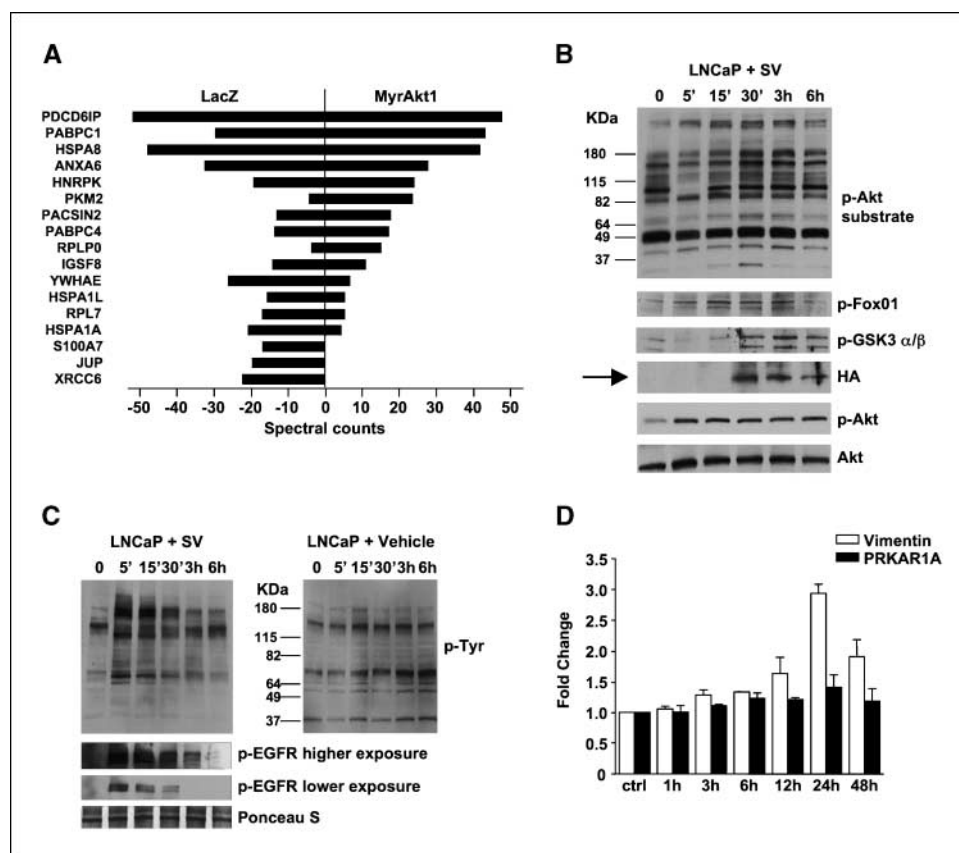 A
LacZ MyrAkt1
PDCD6IP
PABPC1
HSPA8
ANXA6
HNRPK
PKM2
PACSIN2
PABPC4
RPLP0
IGSF8
YWHAE
HSPA1L
RPL7
HSPA1A
S100A7
JUP
XRCC6
-50 -40 -30 -20 -10 0 10 20 30 40 50
Spectral counts
B
LNCaP + SV
0 5' 15' 30' 3h 6h
KDa
180
115
82
64
49
37
p-Akt
substrate
p-Fox01
p-GSK3 α/β
HA
p-Akt
Akt
C
LNCaP + SV
0 5' 15' 30' 3h 6h
LNCaP + Vehicle
0 5' 15' 30' 3h 6h
KDa
180
115
82
64
49
37
p-Tyr
p-EGFR higher exposure
p-EGFR lower exposure
Ponceau S
D
Vimentin
PRKAR1A
Fold Change
3.5
3.0
2.5
2.0
1.5
1.0
0.5
0
ctrl 1h 3h 6h 12h 24h 48h